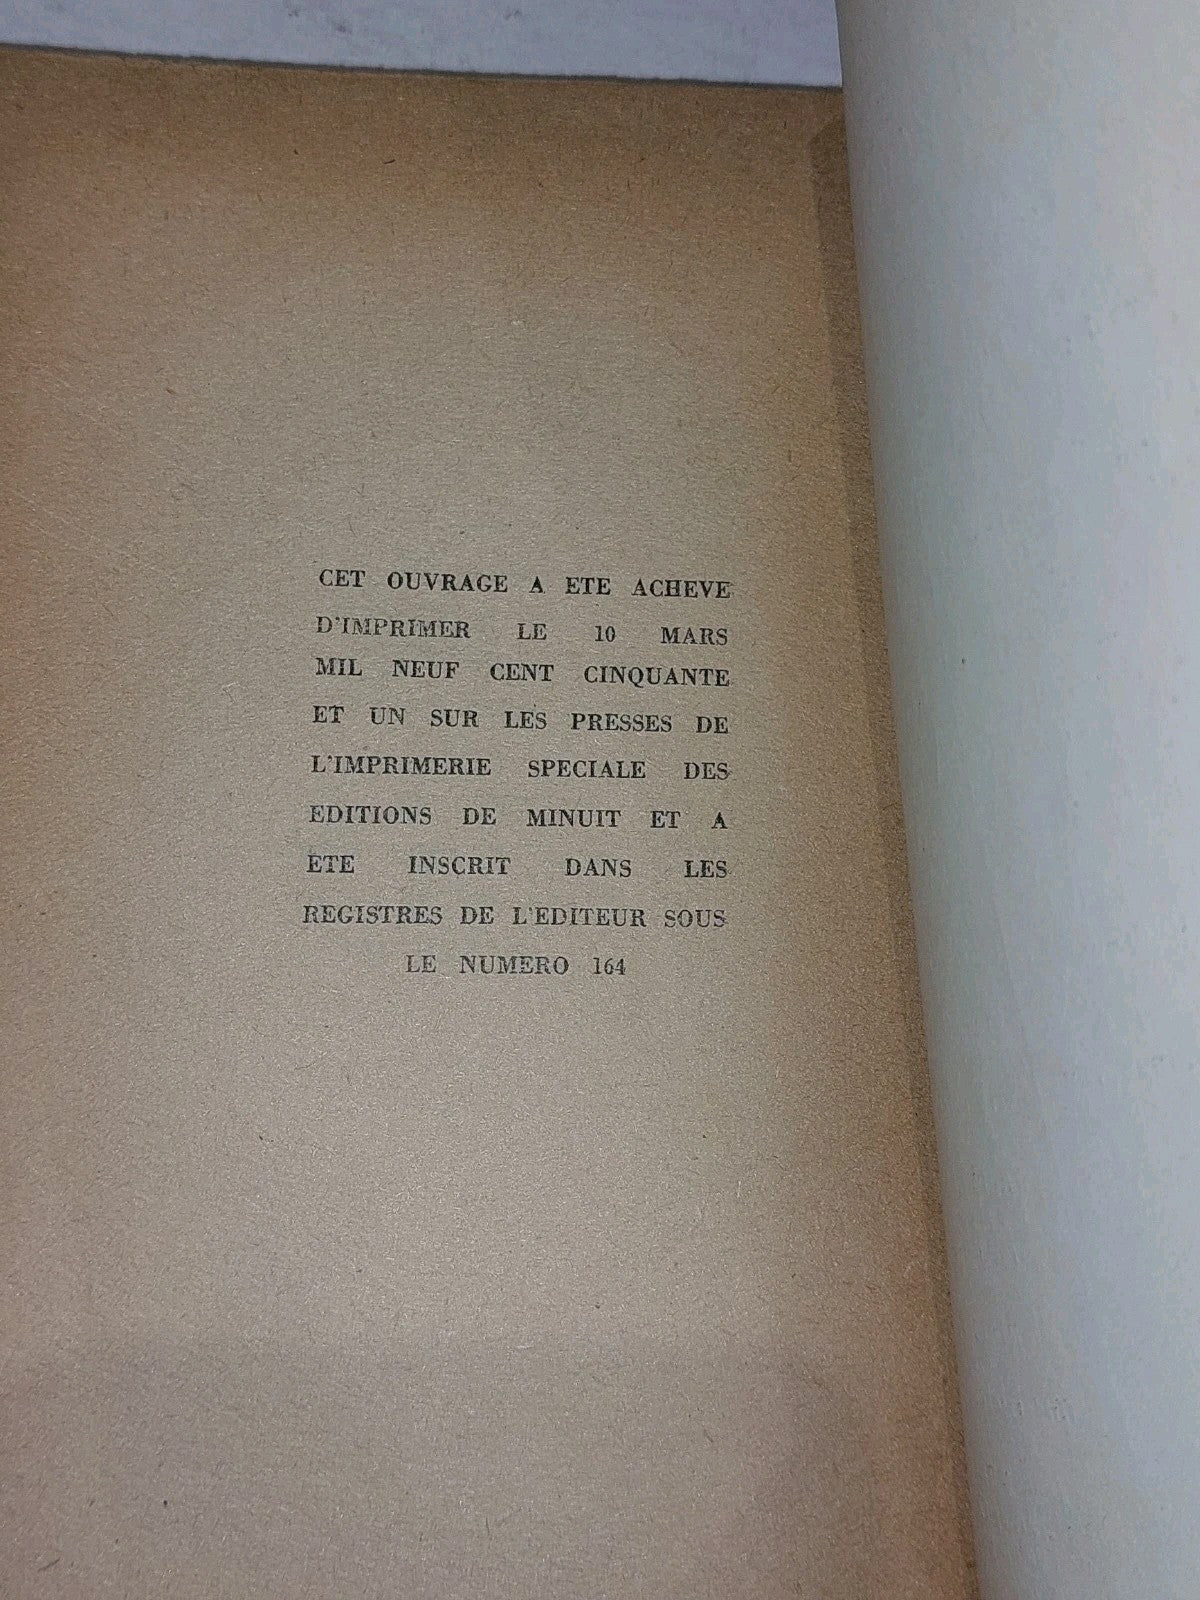 CET OUVRAGE A ETE ACHEVE
D'IMPRIMER LE 10 MARS
MIL NEUF CENT CINQUANTE
ET UN SUR LES PRESSES DE
L'IMPRIMERIE SPECIALE DES
EDITIONS DE MINUIT ET A
ETE INSCRIT DANS LES
REGISTRES DE L'EDITEUR SOUS
LE NUMERO 164